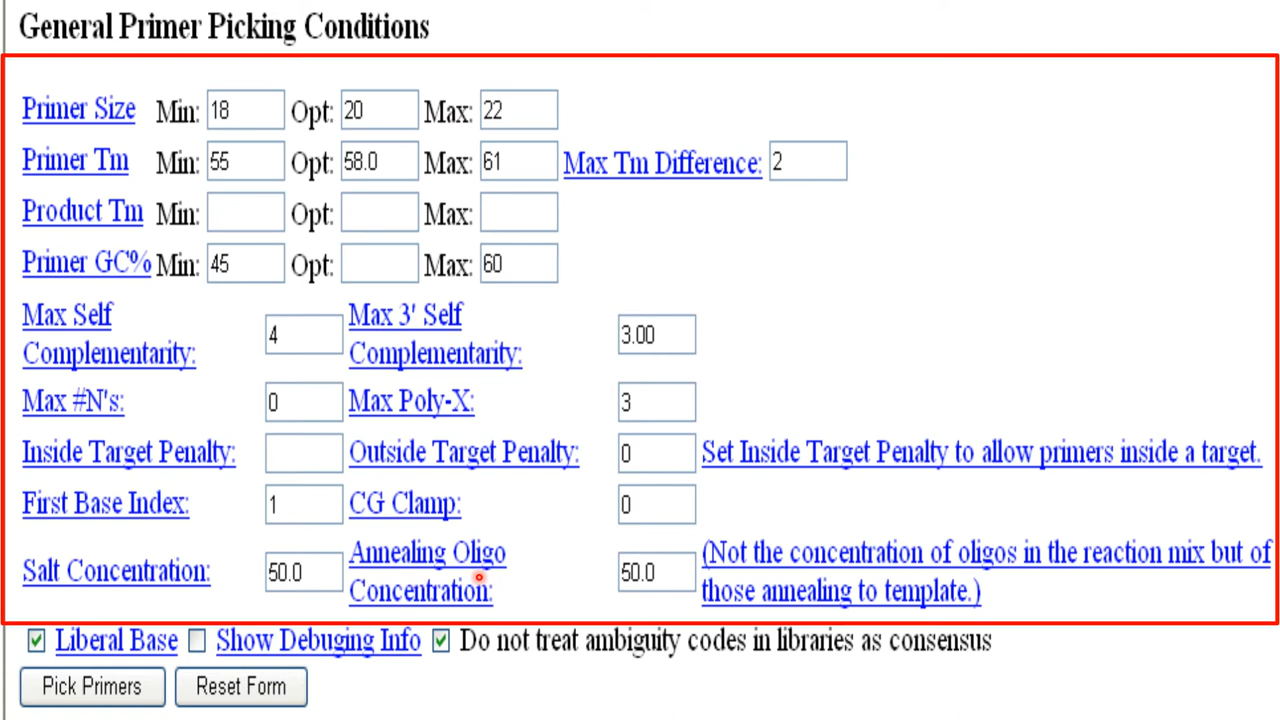 General Primer Picking Conditions
Primer Size Min: 18 Opt: 20 Max: 22
Primer Tm Min: 55 Opt: 58.0 Max: 61 Max Tm Difference: 2
Product Tm Min: Opt: Max:
Primer GC% Min: 45 Opt: Max: 60
Max Self Complementarity: 4 Max 3' Self Complementarity: 3.00
Max #N's: 0 Max Poly-X: 3
Inside Target Penalty: Outside Target Penalty: 0 Set Inside Target Penalty to allow primers inside a target.
First Base Index: 1 CG Clamp: 0
Salt Concentration: 50.0 Annealing Oligo Concentration: 50.0 (Not the concentration of oligos in the reaction mix but of those annealing to template.)
Liberal Base Show Debuging Info Do not treat ambiguity codes in libraries as consensus
Pick Primers Reset Form